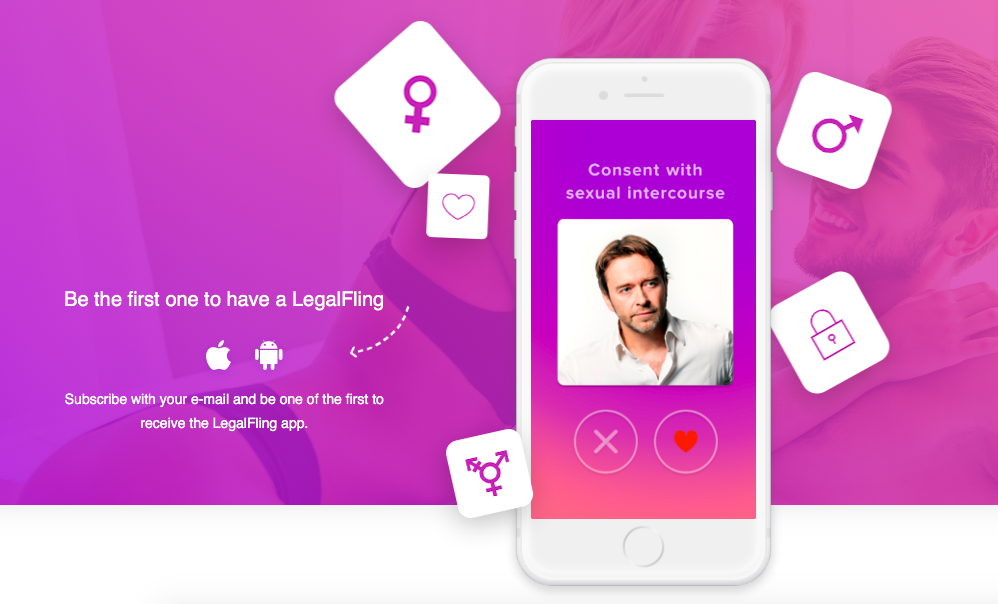 Consent with
sexual intercourse
Be the first one to have a LegalFling
Subscribe with your e-mail and be one of the first to
receive the LegalFling app.